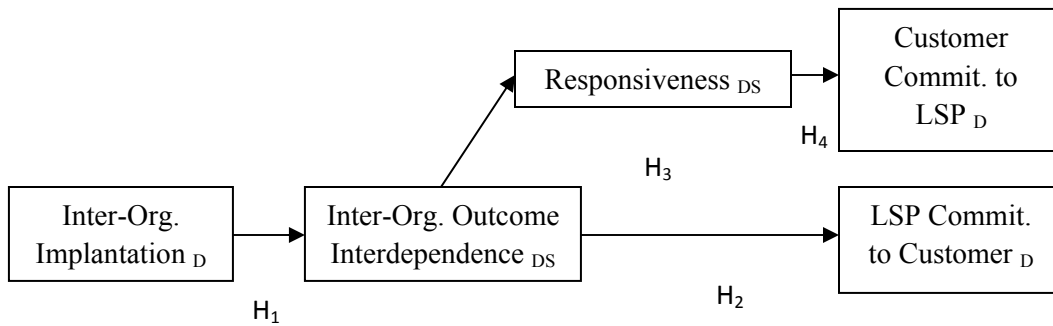 Customer
Commit. to
LSP D
Responsiveness DS
H4
H3
Inter-Org.
Implantation D
Inter-Org. Outcome
Interdependence DS
LSP Commit.
to Customer D
H1
H2